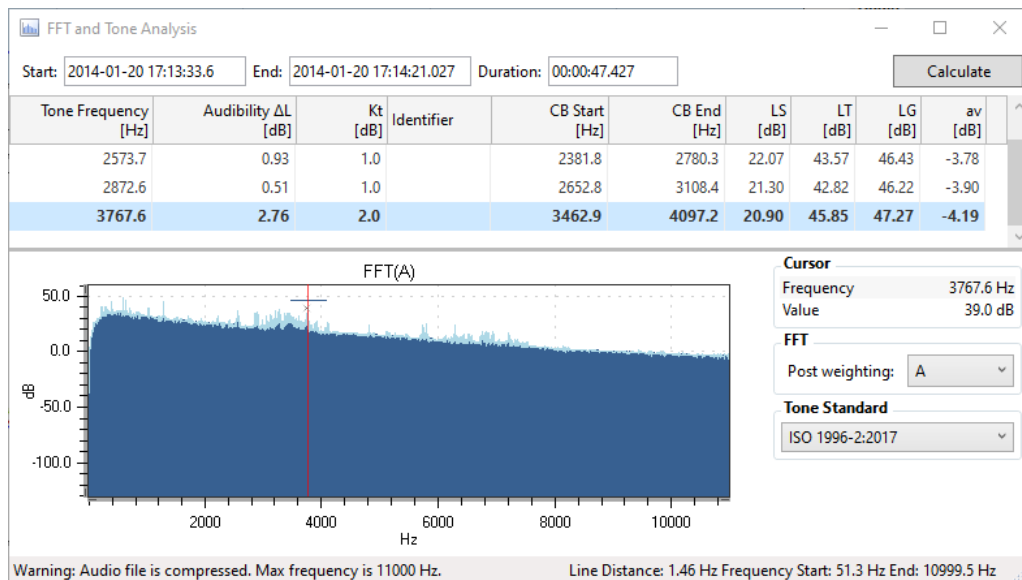 FFT and Tone Analysis
Start: 2014-01-20 17:13:33.6 End: 2014-01-20 17:14:21.027 Duration: 00:00:47.427 Calculate
Tone Frequency Audibility ΔL Kt Identifier CB Start CB End LS LT LG av
[Hz] [dB] [dB] [Hz] [Hz] [dB] [dB] [dB] [dB]
2573.7 0.93 1.0 2381.8 2780.3 22.07 43.57 46.43 -3.78
2872.6 0.51 1.0 2652.8 3108.4 21.30 42.82 46.22 -3.90
3767.6 2.76 2.0 3462.9 4097.2 20.90 45.85 47.27 -4.19
FFT(A)
50.0
0.0
-50.0
-100.0
dB
2000 4000 6000 8000 10000
Hz
Cursor
Frequency 3767.6 Hz
Value 39.0 dB
FFT
Post weighting: A
Tone Standard
ISO 1996-2:2017
Warning: Audio file is compressed. Max frequency is 11000 Hz. Line Distance: 1.46 Hz Frequency Start: 51.3 Hz End: 10999.5 Hz